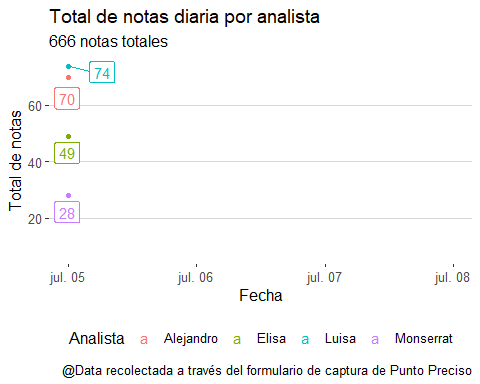 Total de notas diaria por analista
666 notas totales
74
70
60
49
40
28
20
Total de notas
jul. 05 jul. 06 jul. 07 jul. 08
Fecha
Analista a Alejandro a Elisa a Luisa a Monserrat
@Data recolectada a través del formulario de captura de Punto Preciso